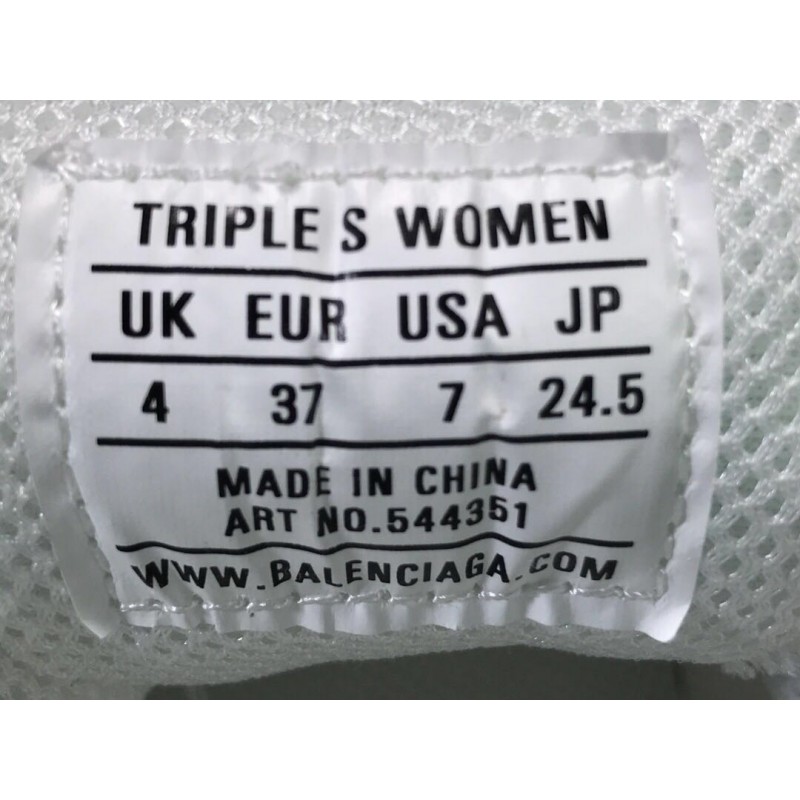 TRIPLE S WOMEN
UK EUR USA JP
4 37 7 24.5
MADE IN CHINA
ART NO.544351
WWW.BALENCIAGA.COM